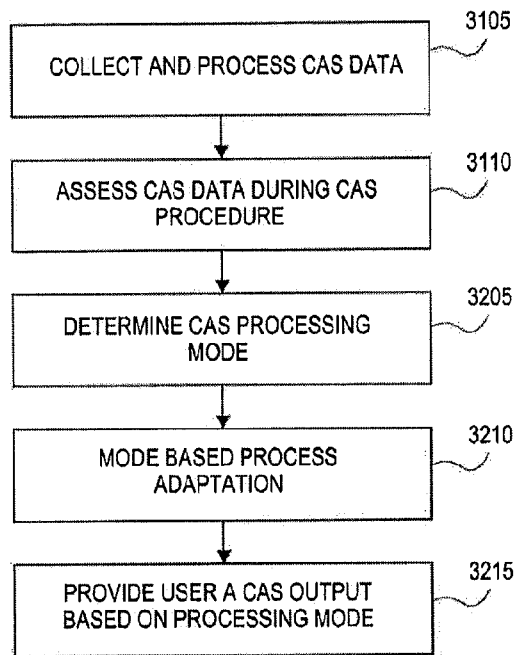 3105
COLLECT AND PROCESS CAS DATA
3110
ASSESS CAS DATA DURING CAS
PROCEDURE
3205
DETERMINE CAS PROCESSING
MODE
3210
MODE BASED PROCESS
ADAPTATION
3215
PROVIDE USER A CAS OUTPUT
BASED ON PROCESSING MODE